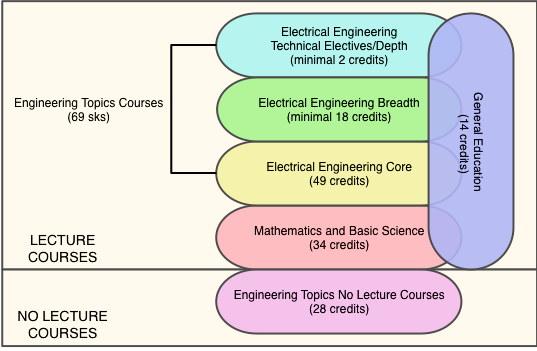 Electrical Engineering
Technical Electives/Depth
(minimal 2 credits)
Engineering Topics Courses
(69 sks)
Electrical Engineering Breadth
(minimal 18 credits)
Electrical Engineering Core
(49 credits)
General Education
(14 credits)
Mathematics and Basic Science
(34 credits)
LECTURE
COURSES
Engineering Topics No Lecture Courses
(28 credits)
NO LECTURE
COURSES